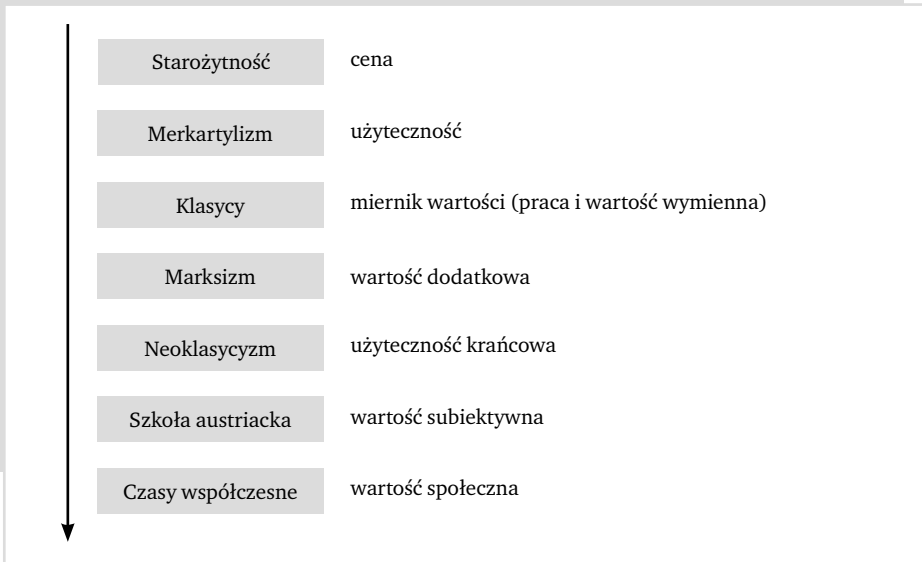 Starożytność cena
Merkartylizm użyteczność
Klasycy miernik wartości (praca i wartość wymienna)
Marksizm wartość dodatkowa
Neoklasycyzm użyteczność krańcowa
Szkoła austriacka wartość subiektywna
Czasy współczesne wartość społeczna